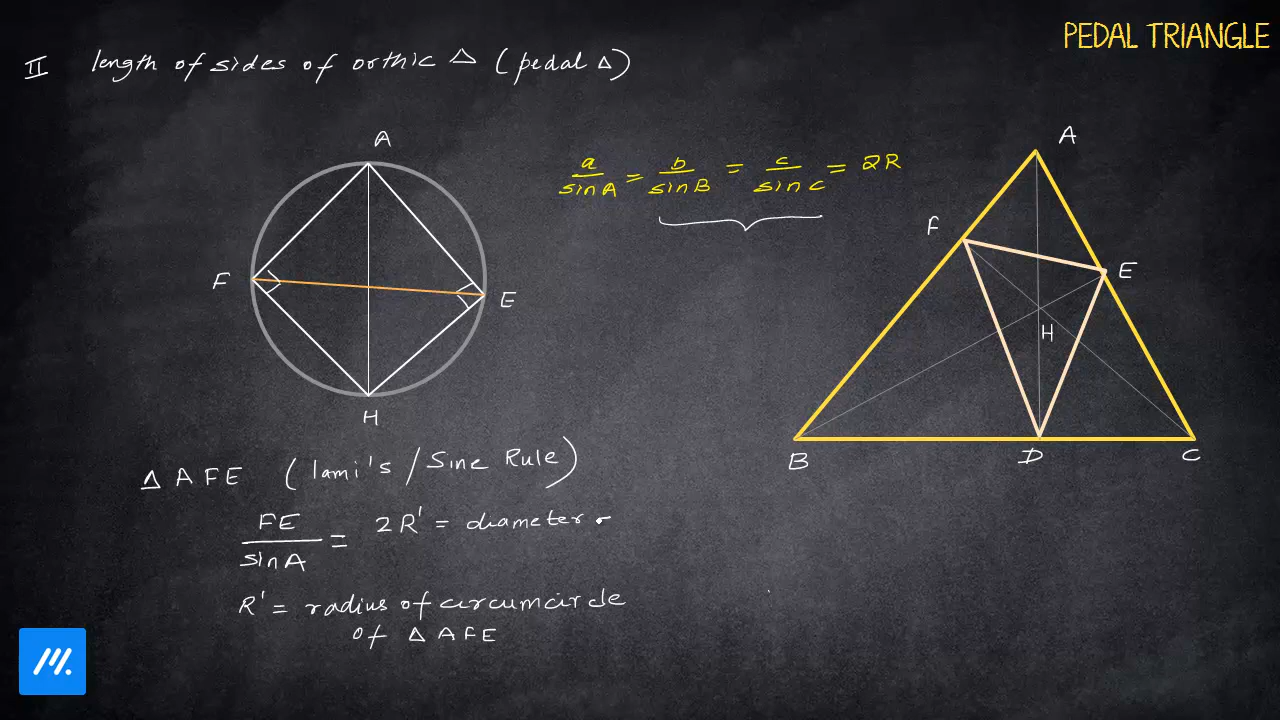 PEDAL TRIANGLE
II length of sides of orthic Δ (pedal Δ)
A
F
E
H
a/sinA = b/sinB = c/sinC = 2R
A
F
E
H
B
D
C
Δ AFE (lami's / Sine Rule)
FE/sinA = 2R' = diameter
R' = radius of circumcircle
of Δ AFE